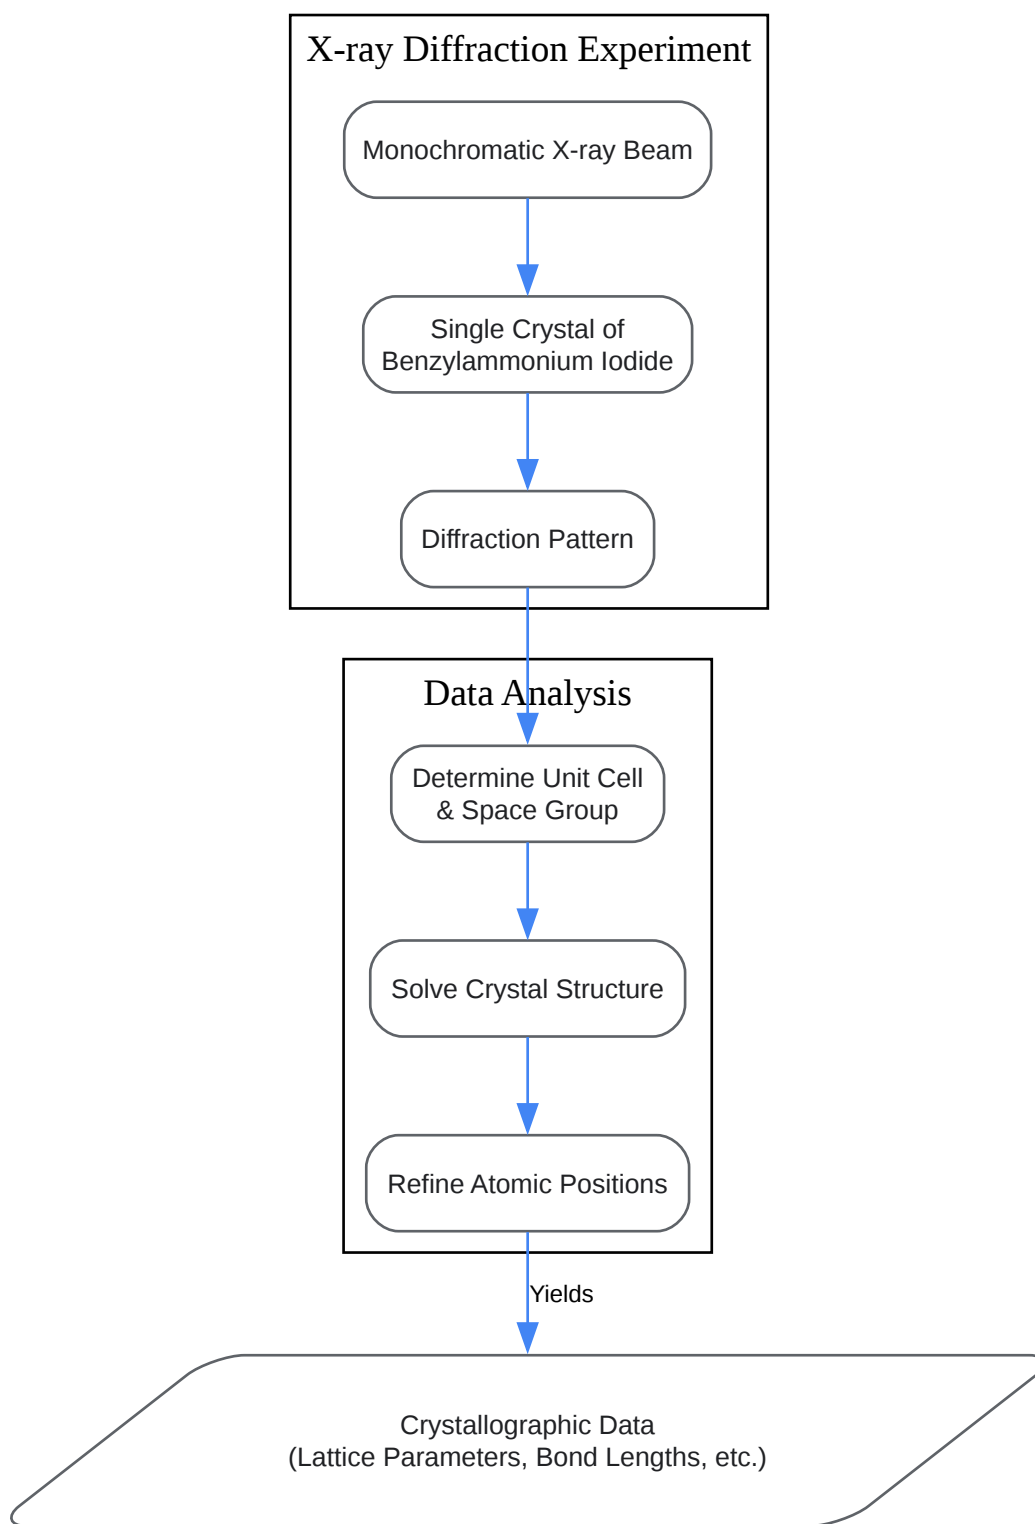 X-ray Diffraction Experiment
Monochromatic X-ray Beam
Single Crystal of
Benzylammonium Iodide
Diffraction Pattern
Data Analysis
Determine Unit Cell
& Space Group
Solve Crystal Structure
Refine Atomic Positions
Yields
Crystallographic Data
(Lattice Parameters, Bond Lengths, etc.)